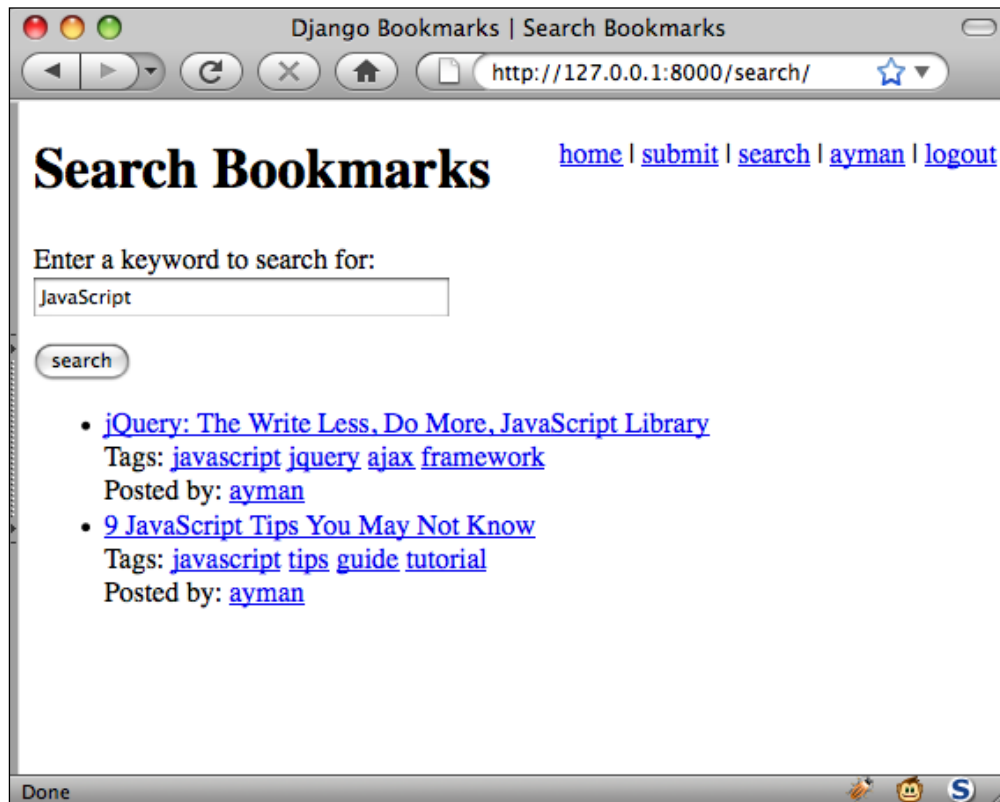 Django Bookmarks | Search Bookmarks
http://127.0.0.1:8000/search/
Search Bookmarks
home | submit | search | ayman | logout
Enter a keyword to search for:
JavaScript
search
• jQuery: The Write Less, Do More, JavaScript Library
Tags: javascript jquery ajax framework
Posted by: ayman
• 9 JavaScript Tips You May Not Know
Tags: javascript tips guide tutorial
Posted by: ayman
Done
S